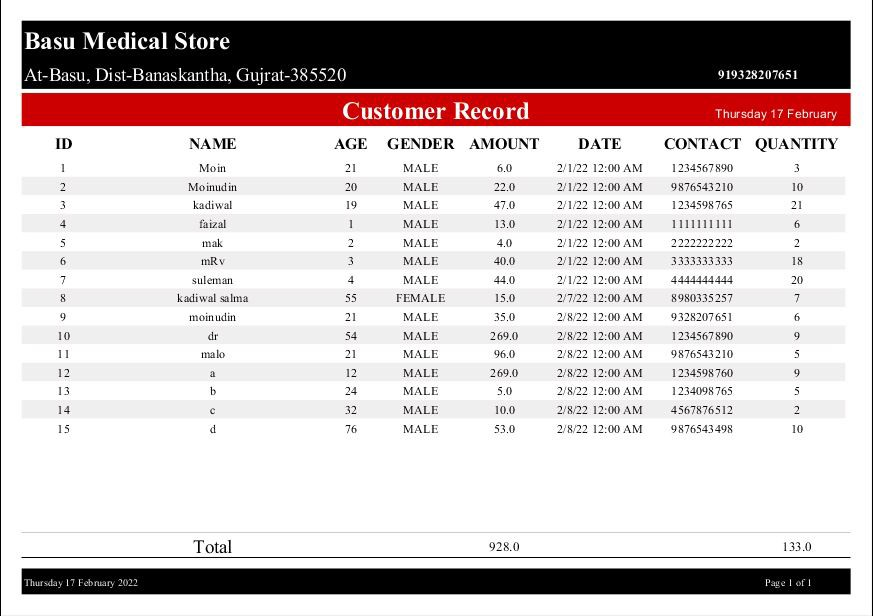 Basu Medical Store
At-Basu, Dist-Banaskantha, Gujrat-385520 919328207651
Customer Record Thursday 17 February
ID NAME AGE GENDER AMOUNT DATE CONTACT QUANTITY
1 Moin 21 MALE 6.0 2/1/22 12:00 AM 1234567890 3
2 Moinudin 20 MALE 22.0 2/1/22 12:00 AM 9876543210 10
3 kadiwal 19 MALE 47.0 2/1/22 12:00 AM 1234598765 21
4 faizal 1 MALE 13.0 2/1/22 12:00 AM 1111111111 6
5 mak 2 MALE 4.0 2/1/22 12:00 AM 2222222222 2
6 mRv 3 MALE 40.0 2/1/22 12:00 AM 3333333333 18
7 suleman 4 MALE 44.0 2/1/22 12:00 AM 4444444444 20
8 kadiwal salma 55 FEMALE 15.0 2/7/22 12:00 AM 8980335257 7
9 moinudin 21 MALE 35.0 2/8/22 12:00 AM 9328207651 6
10 dr 54 MALE 269.0 2/8/22 12:00 AM 1234567890 9
11 malo 21 MALE 96.0 2/8/22 12:00 AM 9876543210 5
12 a 12 MALE 269.0 2/8/22 12:00 AM 1234598760 9
13 b 24 MALE 5.0 2/8/22 12:00 AM 1234098765 5
14 c 32 MALE 10.0 2/8/22 12:00 AM 4567876512 2
15 d 76 MALE 53.0 2/8/22 12:00 AM 9876543498 10
Total 928.0 133.0
Thursday 17 February 2022 Page 1 of 1